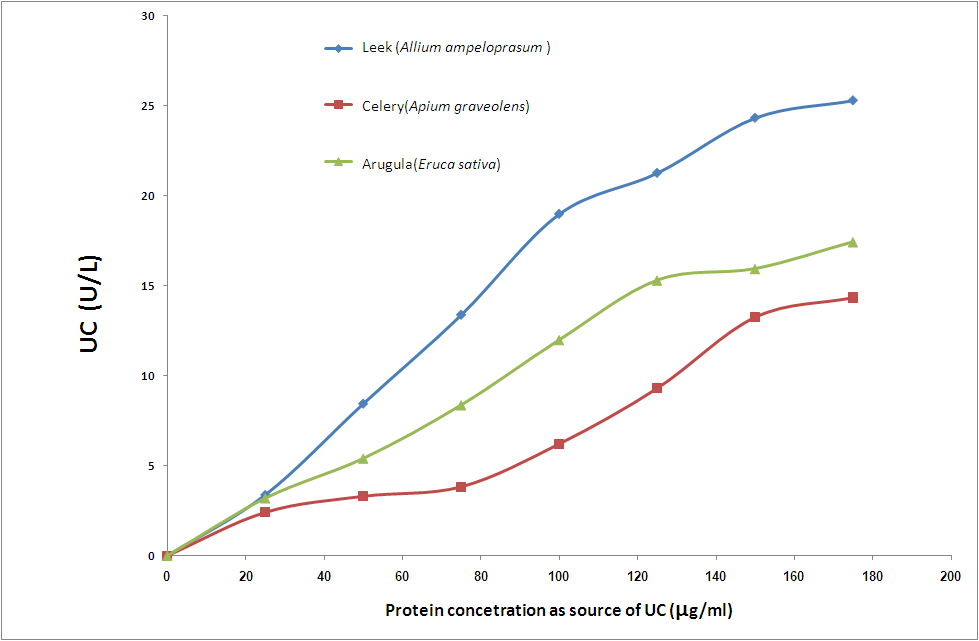 30
25
20
15
10
5
0
UC (U/L)
Leek (Allium ampeloprasum )
Celery(Apium graveolens)
Arugula(Eruca sativa)
0 20 40 60 80 100 120 140 160 180 200
Protein concetration as source of UC (μg/ml)